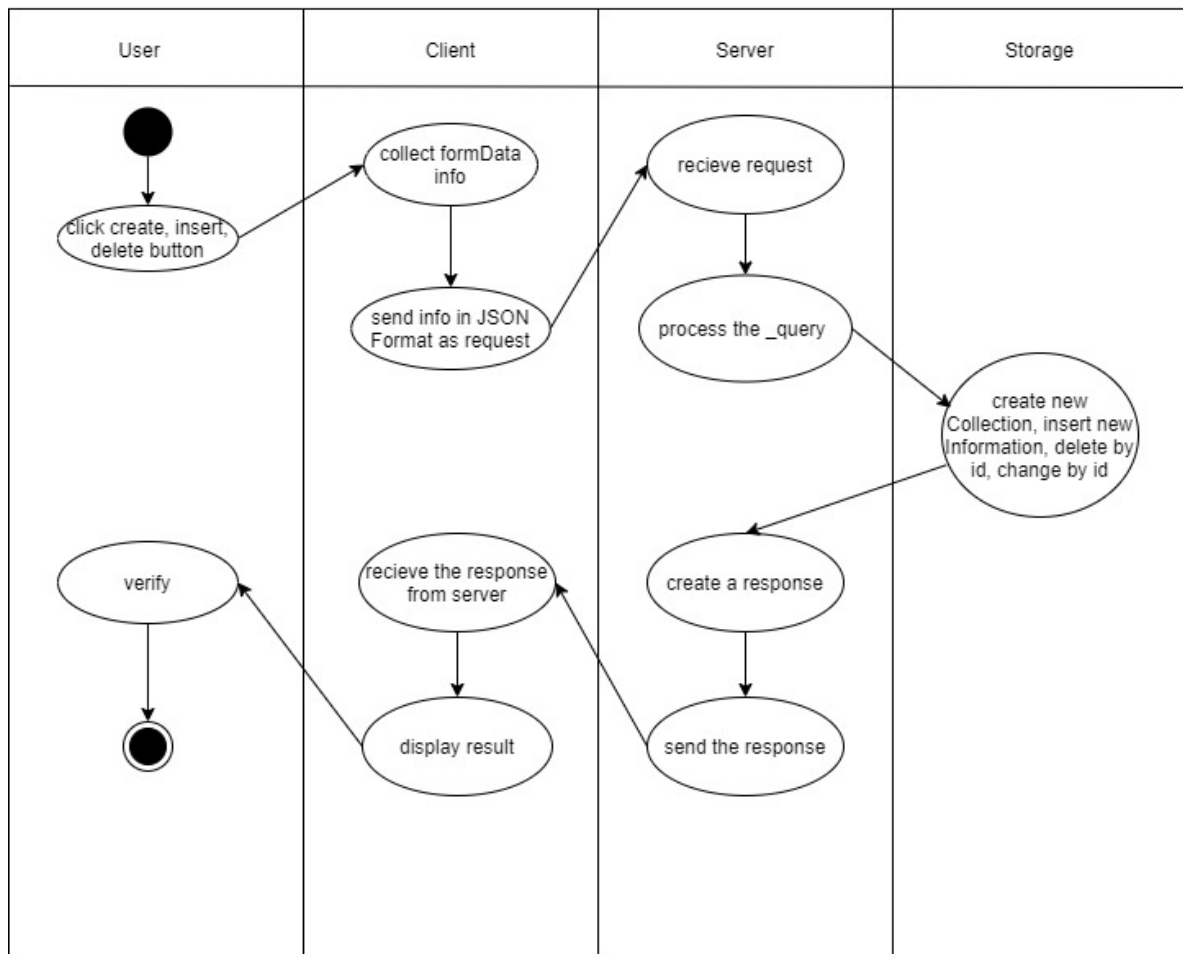 User
Client
Server
Storage
click create, insert,
delete button
collect formData
info
send info in JSON
Format as request
recieve request
process the _query
create new
Collection, insert new
Information, delete by
id, change by id
create a response
send the response
recieve the response
from server
display result
verify